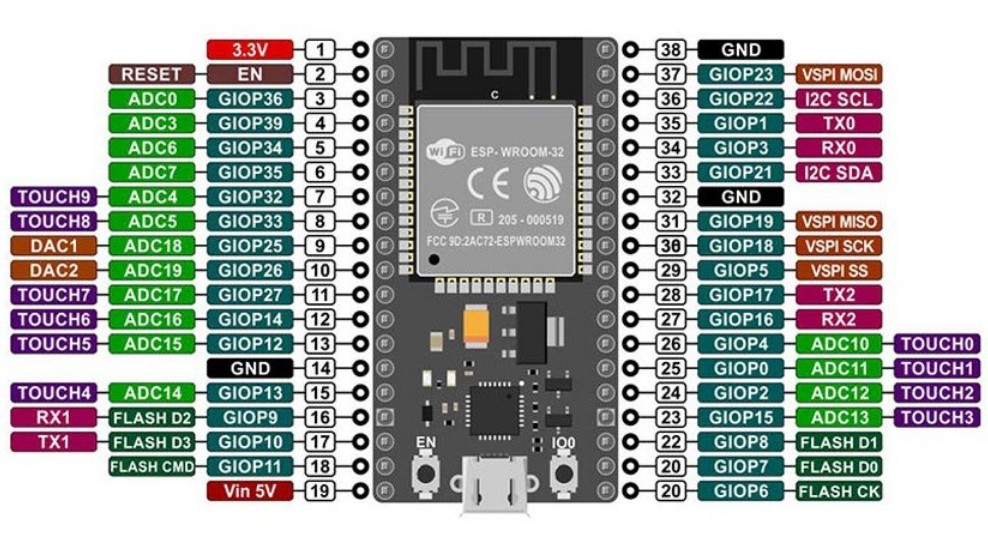 3.3V 1 38 GND
RESET EN 2 37 GIOP23 VSPI MOSI
ADC0 GIOP36 3 C 36 GIOP22 I2C SCL
ADC3 GIOP39 4 35 GIOP1 TX0
ADC6 GIOP34 5 WiFi ESP-WROOM-32 34 GIOP3 RX0
ADC7 GIOP35 6 CE 33 GIOP21 I2C SDA
TOUCH9 ADC4 GIOP32 7 32 GND
TOUCH8 ADC5 GIOP33 8 R 205-000519 31 GIOP19 VSPI MISO
DAC1 ADC18 GIOP25 9 FCC 9D:2AC72-ESPWROOM32 30 GIOP18 VSPI SCK
DAC2 ADC19 GIOP26 10 29 GIOP5 VSPI SS
TOUCH7 ADC17 GIOP27 11 28 GIOP17 TX2
TOUCH6 ADC16 GIOP14 12 27 GIOP16 RX2
TOUCH5 ADC15 GIOP12 13 26 GIOP4 ADC10 TOUCH0
GND 14 25 GIOP0 ADC11 TOUCH1
TOUCH4 ADC14 GIOP13 15 24 GIOP2 ADC12 TOUCH2
RX1 FLASH D2 GIOP9 16 23 GIOP15 ADC13 TOUCH3
TX1 FLASH D3 GIOP10 17 EN IO0 22 GIOP8 FLASH D1
FLASH CMD GIOP11 18 20 GIOP7 FLASH D0
Vin 5V 19 20 GIOP6 FLASH CK